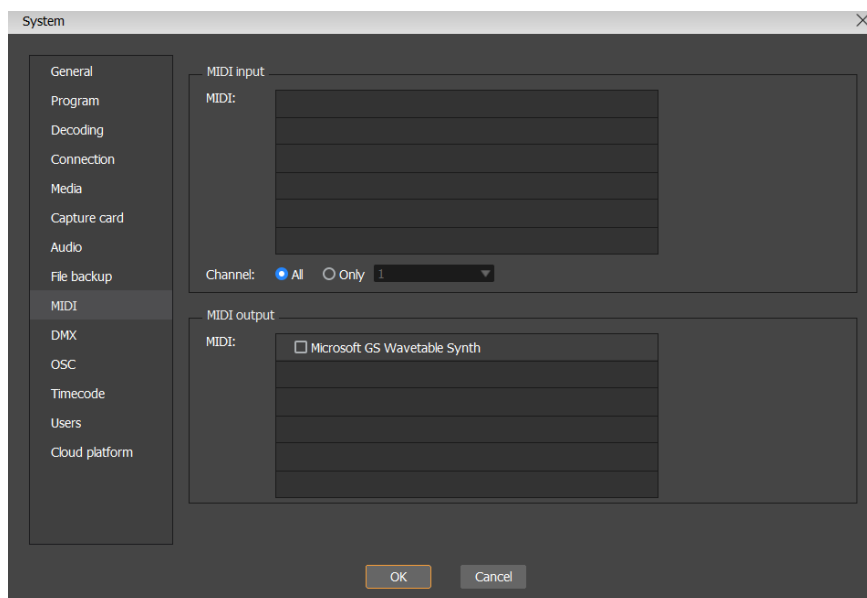 System
General
Program
Decoding
Connection
Media
Capture card
Audio
File backup
MIDI
DMX
OSC
Timecode
Users
Cloud platform
MIDI input
MIDI:
Channel: All Only 1
MIDI output
MIDI: Microsoft GS Wavetable Synth
OK Cancel